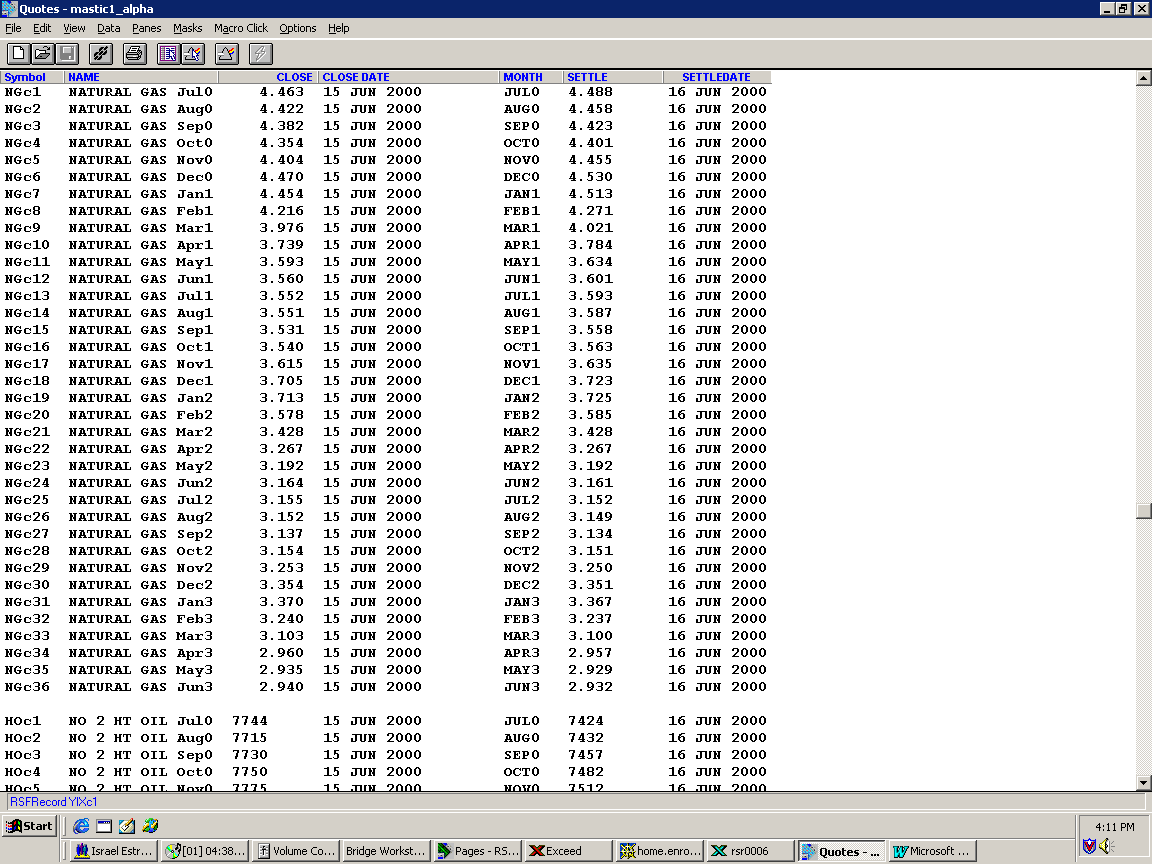 Quotes - mastic1_alpha
File Edit View Data Panes Masks Macro Click Options Help
Symbol NAME CLOSE CLOSE DATE MONTH SETTLE SETTLEDATE
NGc1 NATURAL GAS Jul0 4.463 15 JUN 2000 JUL0 4.488 16 JUN 2000
NGc2 NATURAL GAS Aug0 4.422 15 JUN 2000 AUG0 4.458 16 JUN 2000
NGc3 NATURAL GAS Sep0 4.382 15 JUN 2000 SEP0 4.423 16 JUN 2000
NGc4 NATURAL GAS Oct0 4.354 15 JUN 2000 OCT0 4.401 16 JUN 2000
NGc5 NATURAL GAS Nov0 4.404 15 JUN 2000 NOV0 4.455 16 JUN 2000
NGc6 NATURAL GAS Dec0 4.470 15 JUN 2000 DEC0 4.530 16 JUN 2000
NGc7 NATURAL GAS Jan1 4.454 15 JUN 2000 JAN1 4.513 16 JUN 2000
NGc8 NATURAL GAS Feb1 4.216 15 JUN 2000 FEB1 4.271 16 JUN 2000
NGc9 NATURAL GAS Mar1 3.976 15 JUN 2000 MAR1 4.021 16 JUN 2000
NGc10 NATURAL GAS Apr1 3.739 15 JUN 2000 APR1 3.784 16 JUN 2000
NGc11 NATURAL GAS May1 3.593 15 JUN 2000 MAY1 3.634 16 JUN 2000
NGc12 NATURAL GAS Jun1 3.560 15 JUN 2000 JUN1 3.601 16 JUN 2000
NGc13 NATURAL GAS Jul1 3.552 15 JUN 2000 JUL1 3.593 16 JUN 2000
NGc14 NATURAL GAS Aug1 3.551 15 JUN 2000 AUG1 3.587 16 JUN 2000
NGc15 NATURAL GAS Sep1 3.531 15 JUN 2000 SEP1 3.558 16 JUN 2000
NGc16 NATURAL GAS Oct1 3.540 15 JUN 2000 OCT1 3.563 16 JUN 2000
NGc17 NATURAL GAS Nov1 3.615 15 JUN 2000 NOV1 3.635 16 JUN 2000
NGc18 NATURAL GAS Dec1 3.705 15 JUN 2000 DEC1 3.723 16 JUN 2000
NGc19 NATURAL GAS Jan2 3.713 15 JUN 2000 JAN2 3.725 16 JUN 2000
NGc20 NATURAL GAS Feb2 3.578 15 JUN 2000 FEB2 3.585 16 JUN 2000
NGc21 NATURAL GAS Mar2 3.428 15 JUN 2000 MAR2 3.428 16 JUN 2000
NGc22 NATURAL GAS Apr2 3.267 15 JUN 2000 APR2 3.267 16 JUN 2000
NGc23 NATURAL GAS May2 3.192 15 JUN 2000 MAY2 3.192 16 JUN 2000
NGc24 NATURAL GAS Jun2 3.164 15 JUN 2000 JUN2 3.161 16 JUN 2000
NGc25 NATURAL GAS Jul2 3.155 15 JUN 2000 JUL2 3.152 16 JUN 2000
NGc26 NATURAL GAS Aug2 3.152 15 JUN 2000 AUG2 3.149 16 JUN 2000
NGc27 NATURAL GAS Sep2 3.137 15 JUN 2000 SEP2 3.134 16 JUN 2000
NGc28 NATURAL GAS Oct2 3.154 15 JUN 2000 OCT2 3.151 16 JUN 2000
NGc29 NATURAL GAS Nov2 3.253 15 JUN 2000 NOV2 3.250 16 JUN 2000
NGc30 NATURAL GAS Dec2 3.354 15 JUN 2000 DEC2 3.351 16 JUN 2000
NGc31 NATURAL GAS Jan3 3.370 15 JUN 2000 JAN3 3.367 16 JUN 2000
NGc32 NATURAL GAS Feb3 3.240 15 JUN 2000 FEB3 3.237 16 JUN 2000
NGc33 NATURAL GAS Mar3 3.103 15 JUN 2000 MAR3 3.100 16 JUN 2000
NGc34 NATURAL GAS Apr3 2.960 15 JUN 2000 APR3 2.957 16 JUN 2000
NGc35 NATURAL GAS May3 2.935 15 JUN 2000 MAY3 2.929 16 JUN 2000
NGc36 NATURAL GAS Jun3 2.940 15 JUN 2000 JUN3 2.932 16 JUN 2000
HOc1 NO 2 HT OIL Jul0 7744 15 JUN 2000 JUL0 7424 16 JUN 2000
HOc2 NO 2 HT OIL Aug0 7715 15 JUN 2000 AUG0 7432 16 JUN 2000
HOc3 NO 2 HT OIL Sep0 7730 15 JUN 2000 SEP0 7457 16 JUN 2000
HOc4 NO 2 HT OIL Oct0 7750 15 JUN 2000 OCT0 7482 16 JUN 2000
HOc5 NO 2 HT OIL Nov0 7775 15 JUN 2000 NOV0 7512 16 JUN 2000
RSFRecord YIXc1
Start 4:11 PM
Israel Estr... [01] 04:38... Volume Co... Bridge Workst... Pages - RS... Exceed home.enro... rsr0006 Quotes - ... Microsoft ...